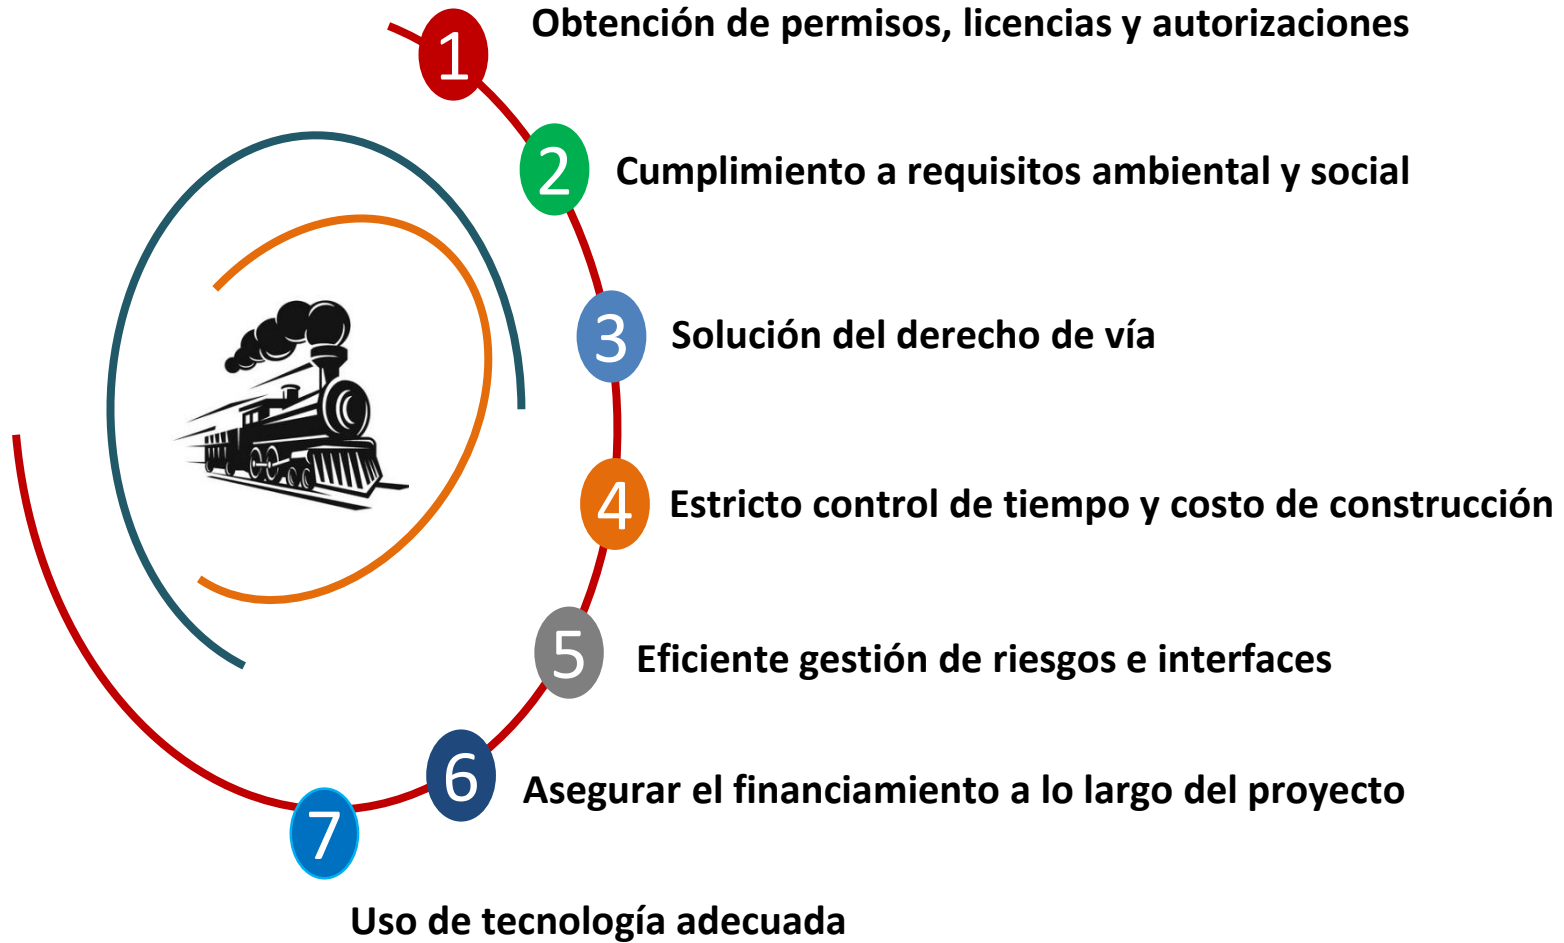 1 Obtención de permisos, licencias y autorizaciones
2 Cumplimiento a requisitos ambiental y social
3 Solución del derecho de vía
4 Estricto control de tiempo y costo de construcción
5 Eficiente gestión de riesgos e interfaces
6 Asegurar el financiamiento a lo largo del proyecto
7
Uso de tecnología adecuada